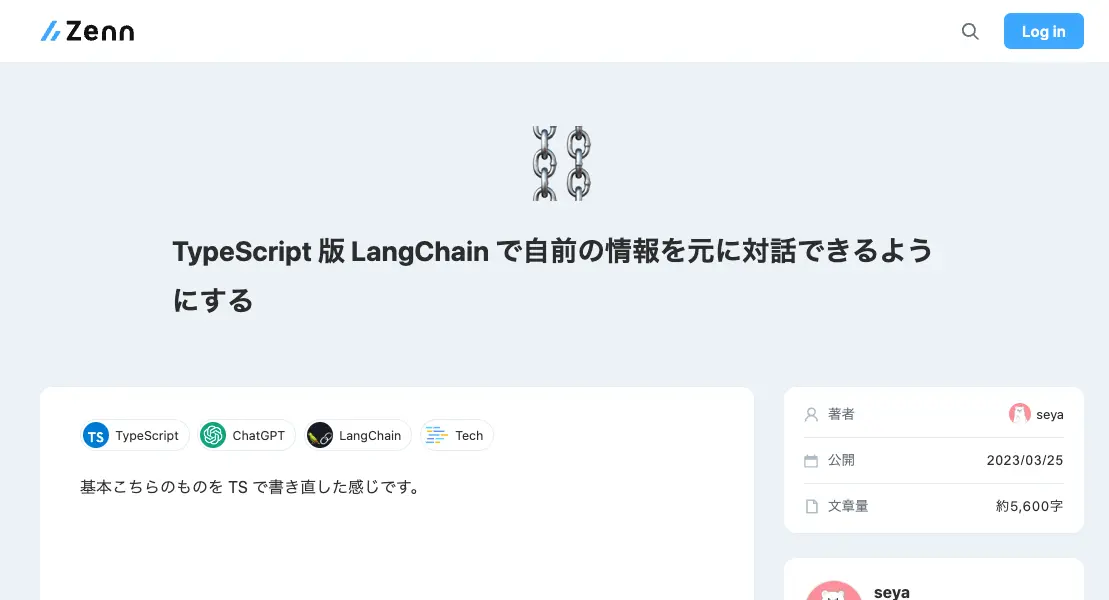 Zenn
Log in
TypeScript 版 LangChain で自前の情報を元に対話できるよう
にする
TS TypeScript
ChatGPT
LangChain
Tech
基本こちらのものを TS で書き直した感じです。
著者
seya
公開
2023/03/25
文章量
約5,600字
seya